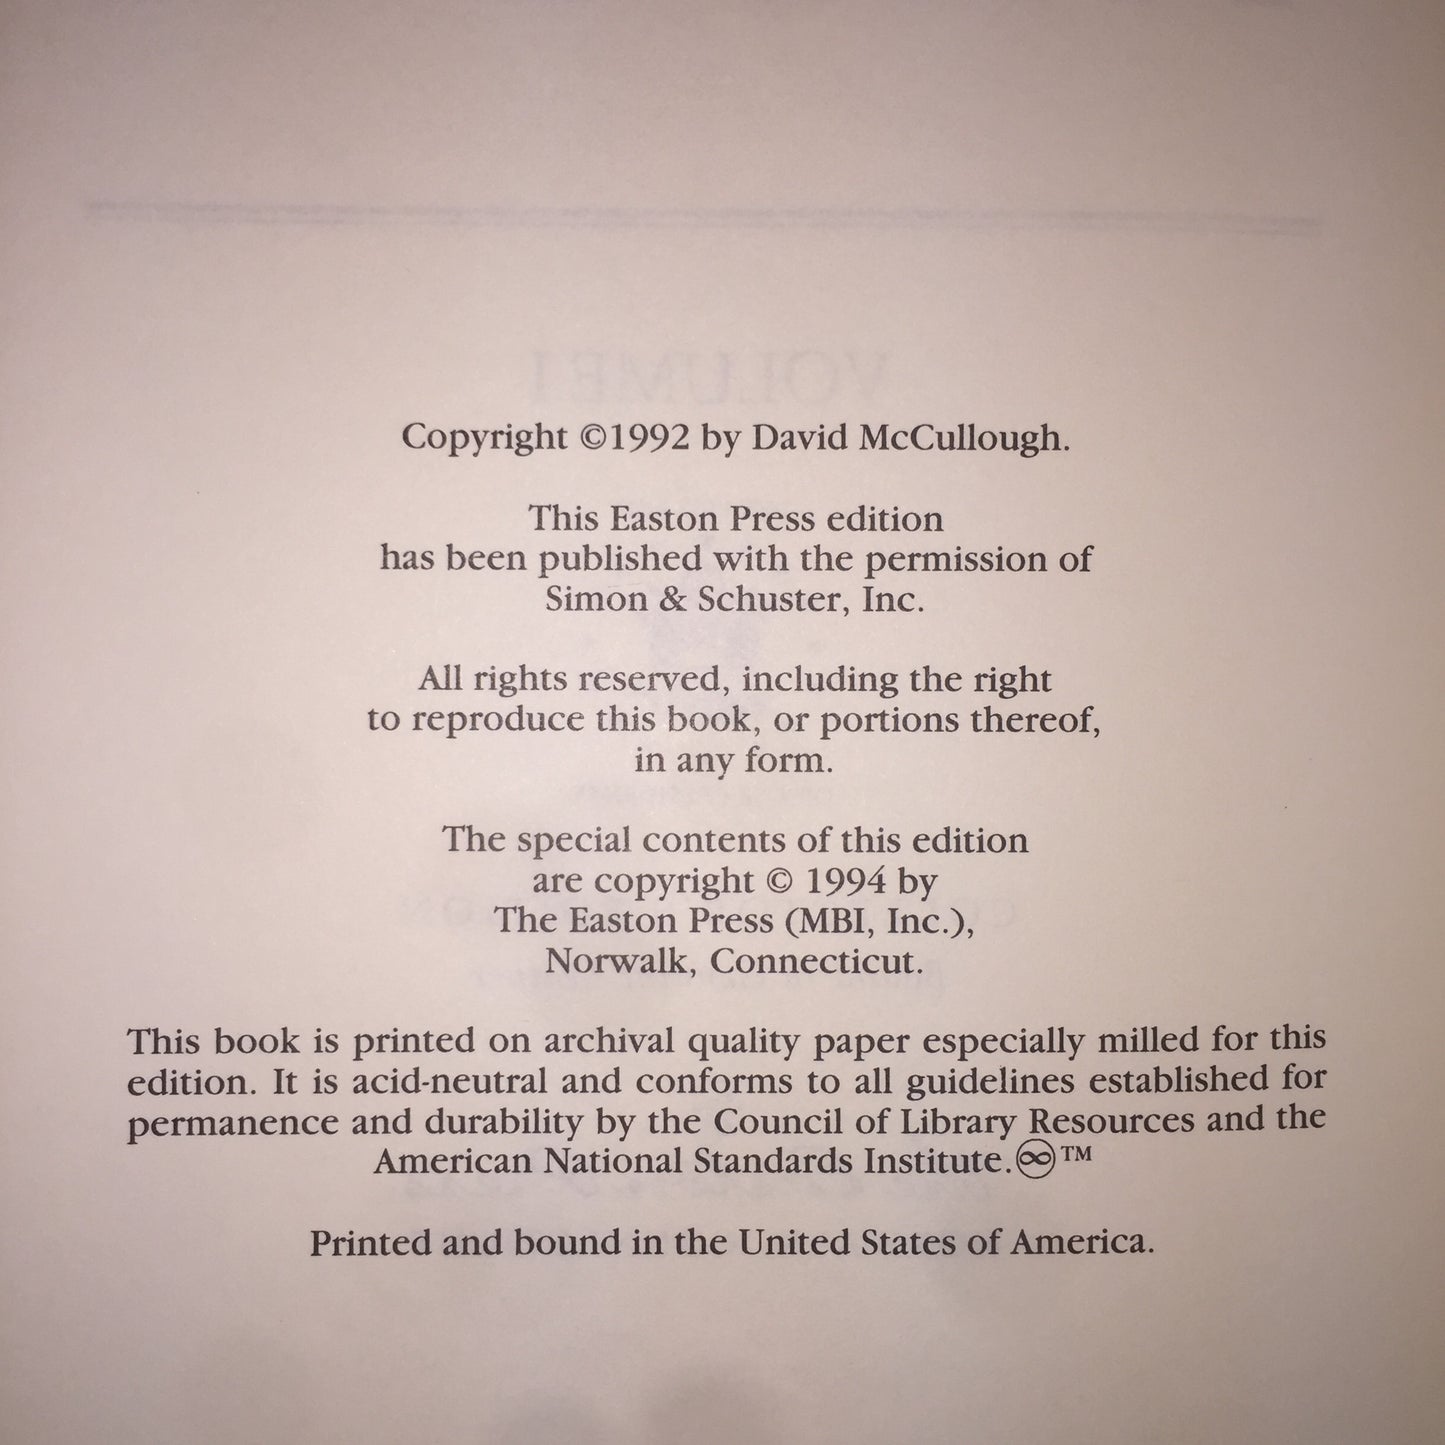 VOLUME I
Copyright ©1992 by David McCullough.
This Easton Press edition
has been published with the permission of
Simon & Schuster, Inc.
All rights reserved, including the right
to reproduce this book, or portions thereof,
in any form.
The special contents of this edition
are copyright © 1994 by
The Easton Press (MBI, Inc.),
Norwalk, Connecticut.
This book is printed on archival quality paper especially milled for this
edition. It is acid-neutral and conforms to all guidelines established for
permanence and durability by the Council of Library Resources and the
American National Standards Institute.♾™
Printed and bound in the United States of America.